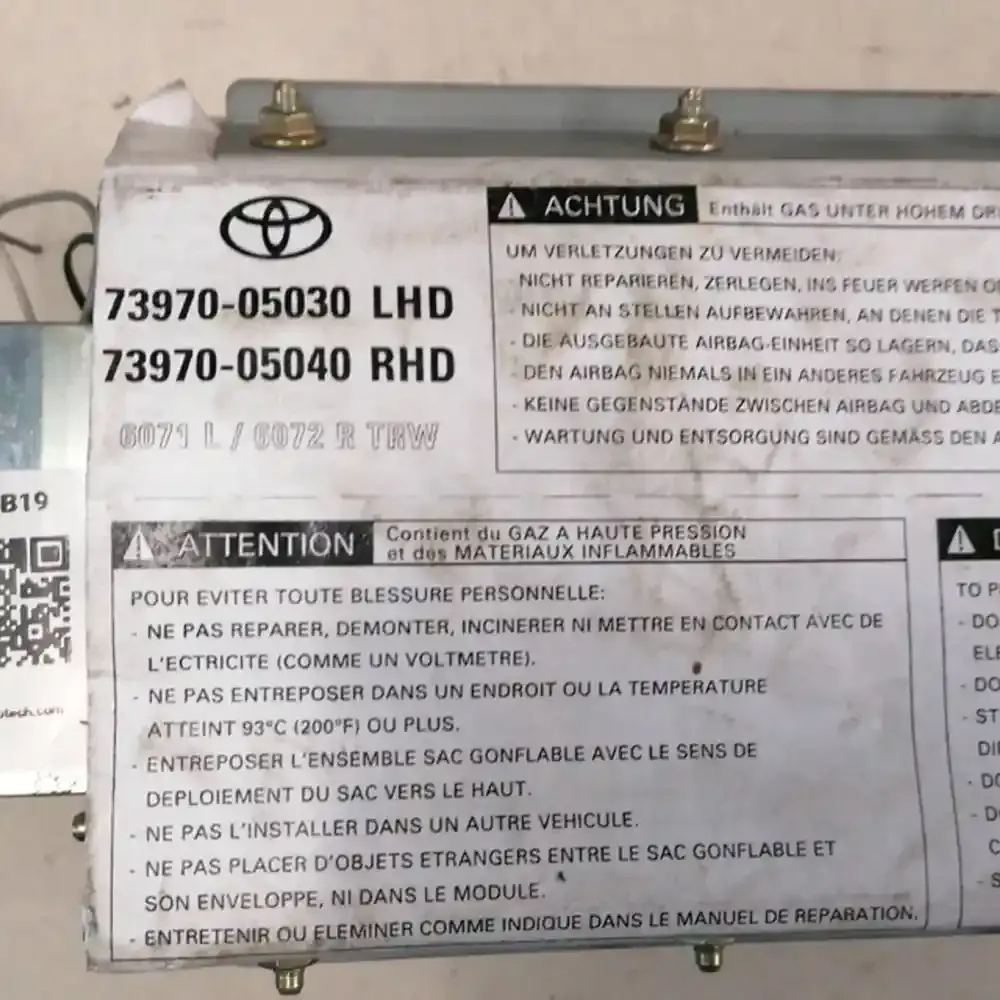 73970-05030 LHD
73970-05040 RHD
6071 L / 6072 R TRW
ACHTUNG Enthält GAS UNTER HOHEM
UM VERLETZUNGEN ZU VERMEIDEN:
- NICHT REPARIEREN, ZERLEGEN, INS FEUER WERFEN
- NICHT AN STELLEN AUFBEWAHREN, AN DENEN DIE
- DIE AUSGEBAUTE AIRBAG-EINHEIT SO LAGERN, DAS
- DEN AIRBAG NIEMALS IN EIN ANDERES FAHRZEUG
- KEINE GEGENSTÄNDE ZWISCHEN AIRBAG UND
- WARTUNG UND ENTSORGUNG SIND GEMÄSS DEN
B19
ATTENTION Contient du GAZ A HAUTE PRESSION
et des MATERIAUX INFLAMMABLES
POUR EVITER TOUTE BLESSURE PERSONNELLE:
- NE PAS REPARER, DEMONTER, INCINERER NI METTRE EN CONTACT AVEC DE
L'ECTRICITE (COMME UN VOLTMETRE).
- NE PAS ENTREPOSER DANS UN ENDROIT OU LA TEMPERATURE
ATTEINT 93°C (200°F) OU PLUS.
- ENTREPOSER L'ENSEMBLE SAC GONFLABLE AVEC LE SENS DE
DEPLOIEMENT DU SAC VERS LE HAUT.
- NE PAS L'INSTALLER DANS UN AUTRE VEHICULE.
- NE PAS PLACER D'OBJETS ETRANGERS ENTRE LE SAC GONFLABLE ET
SON ENVELOPPE, NI DANS LE MODULE.
- ENTRETENIR OU ELEMINER COMME INDIQUE DANS LE MANUEL DE REPARATION.
TO
- DO
- DO